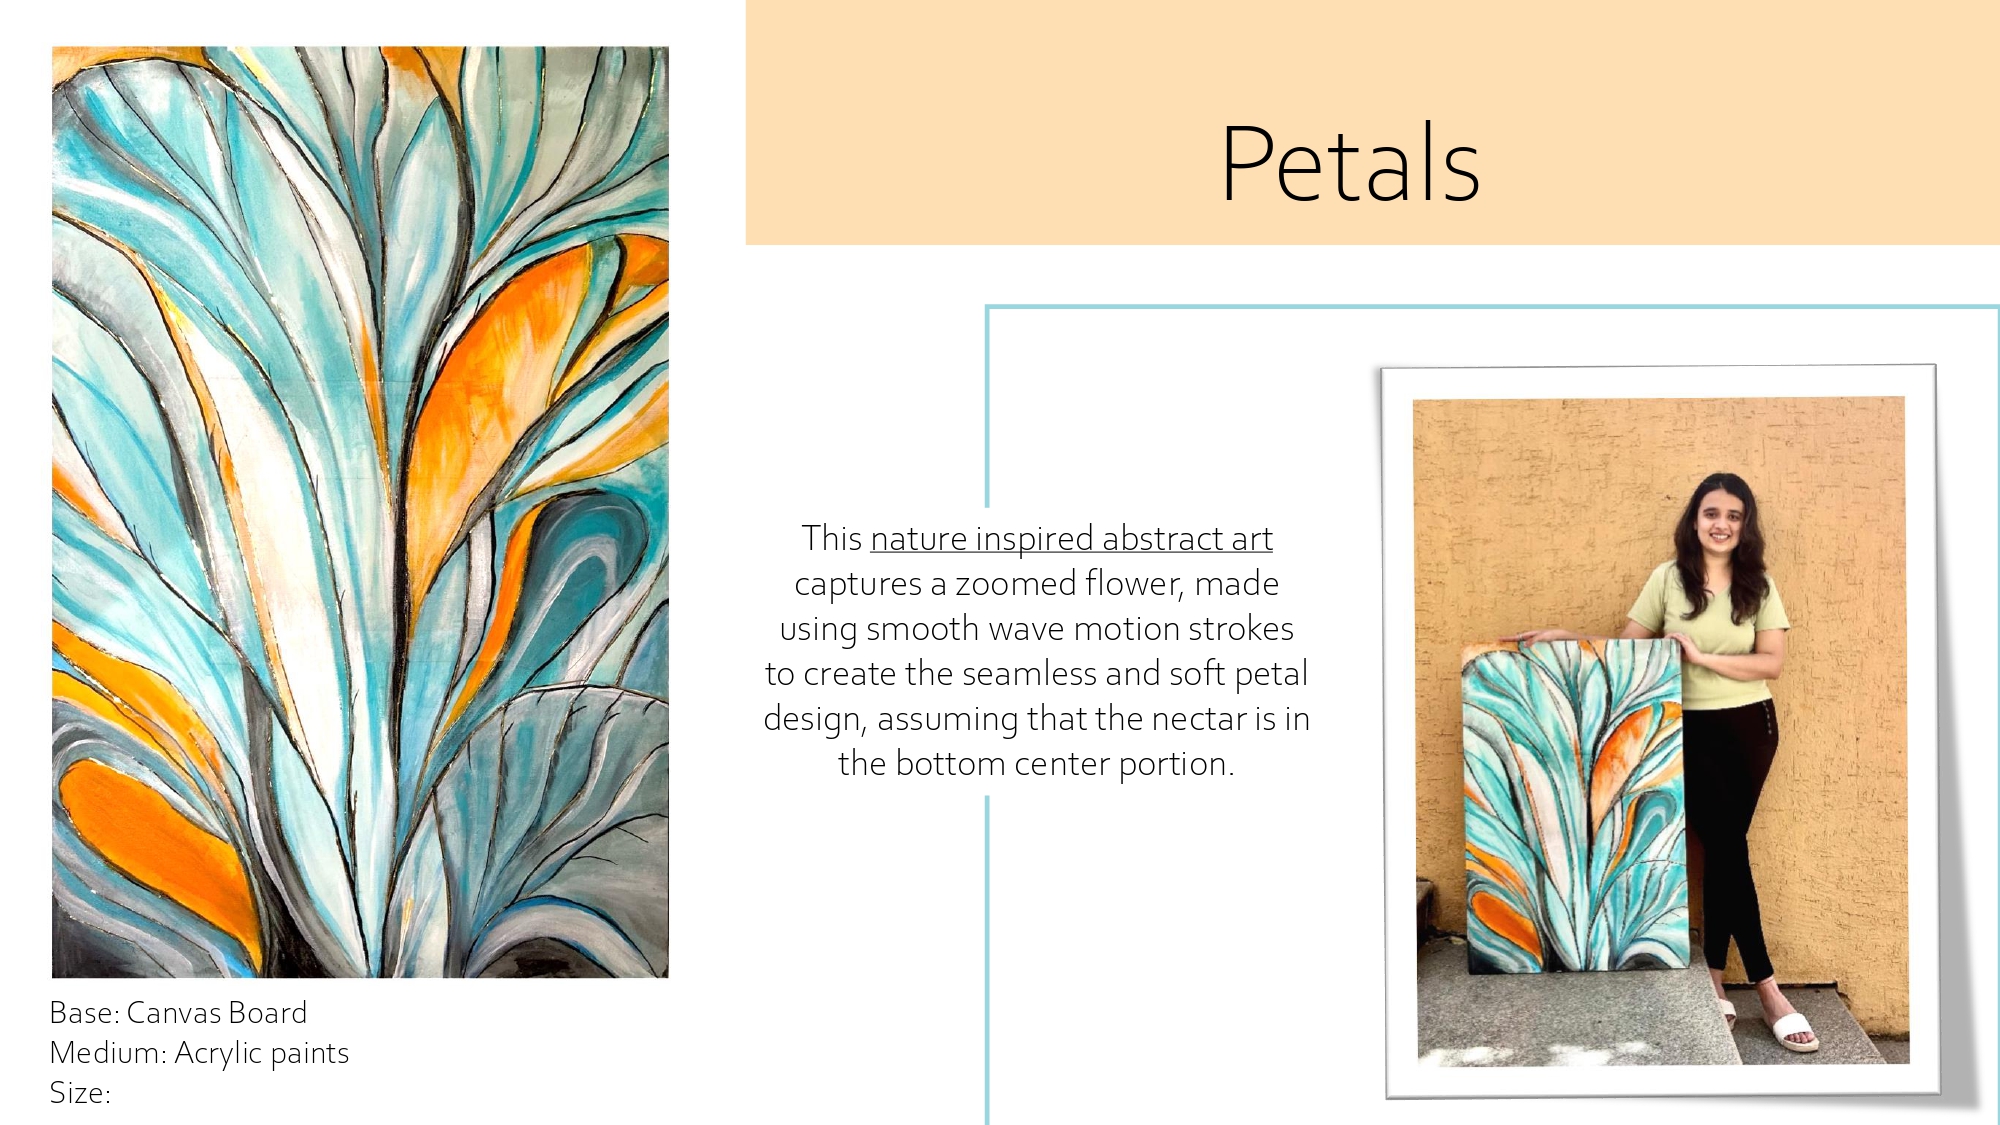 Petals
This nature inspired abstract art
captures a zoomed flower, made
using smooth wave motion strokes
to create the seamless and soft petal
design, assuming that the nectar is in
the bottom center portion.
Base: Canvas Board
Medium: Acrylic paints
Size: